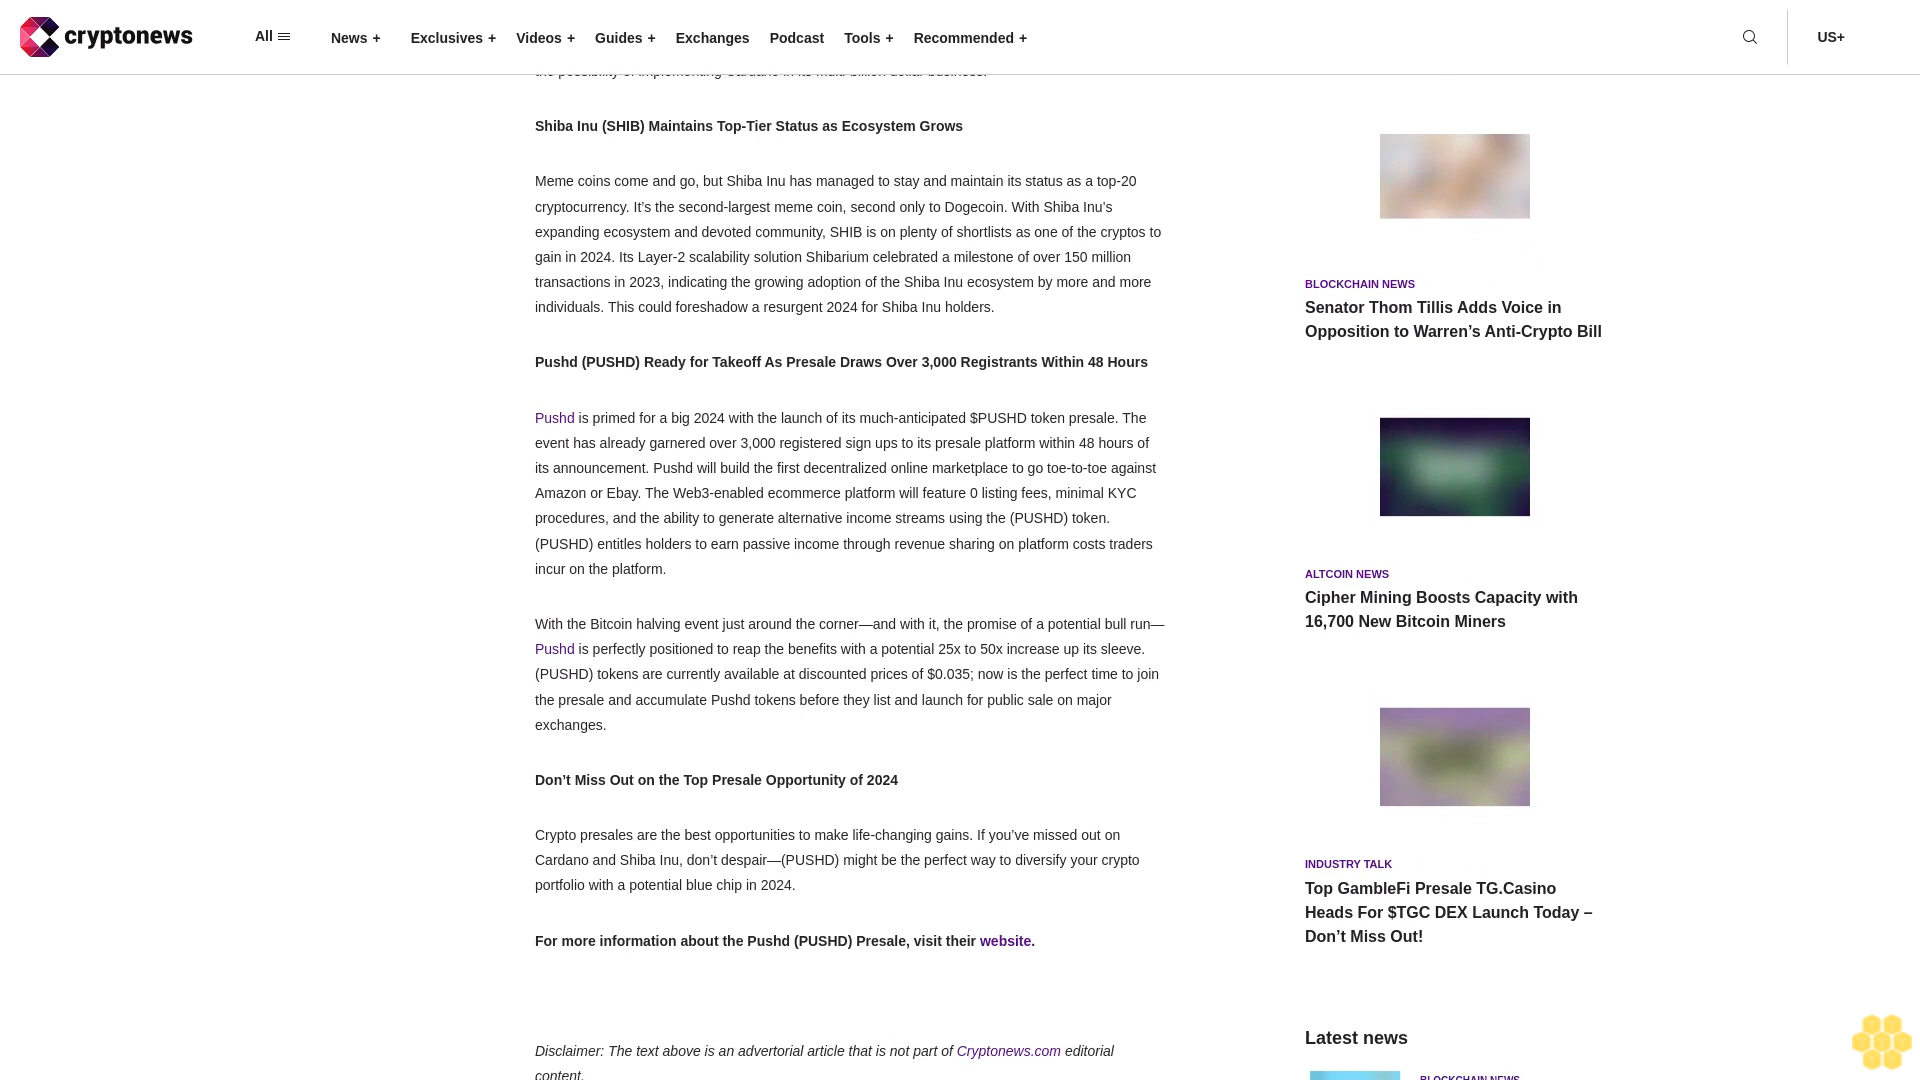 cryptonews
All
News +
Exclusives +
Videos +
Guides +
Exchanges
Podcast
Tools +
Recommended +
US+
the possibility of implementing Cardano in its multi-billion dollar business.
Shiba Inu (SHIB) Maintains Top-Tier Status as Ecosystem Grows
Meme coins come and go, but Shiba Inu has managed to stay and maintain its status as a top-20
cryptocurrency. It’s the second-largest meme coin, second only to Dogecoin. With Shiba Inu’s
expanding ecosystem and devoted community, SHIB is on plenty of shortlists as one of the cryptos to
gain in 2024. Its Layer-2 scalability solution Shibarium celebrated a milestone of over 150 million
transactions in 2023, indicating the growing adoption of the Shiba Inu ecosystem by more and more
individuals. This could foreshadow a resurgent 2024 for Shiba Inu holders.
Pushd (PUSHD) Ready for Takeoff As Presale Draws Over 3,000 Registrants Within 48 Hours
Pushd is primed for a big 2024 with the launch of its much-anticipated $PUSHD token presale. The
event has already garnered over 3,000 registered sign ups to its presale platform within 48 hours of
its announcement. Pushd will build the first decentralized online marketplace to go toe-to-toe against
Amazon or Ebay. The Web3-enabled ecommerce platform will feature 0 listing fees, minimal KYC
procedures, and the ability to generate alternative income streams using the (PUSHD) token.
(PUSHD) entitles holders to earn passive income through revenue sharing on platform costs traders
incur on the platform.
With the Bitcoin halving event just around the corner—and with it, the promise of a potential bull run—
Pushd is perfectly positioned to reap the benefits with a potential 25x to 50x increase up its sleeve.
(PUSHD) tokens are currently available at discounted prices of $0.035; now is the perfect time to join
the presale and accumulate Pushd tokens before they list and launch for public sale on major
exchanges.
Don’t Miss Out on the Top Presale Opportunity of 2024
Crypto presales are the best opportunities to make life-changing gains. If you’ve missed out on
Cardano and Shiba Inu, don’t despair—(PUSHD) might be the perfect way to diversify your crypto
portfolio with a potential blue chip in 2024.
For more information about the Pushd (PUSHD) Presale, visit their website.
Disclaimer: The text above is an advertorial article that is not part of Cryptonews.com editorial
content.
BLOCKCHAIN NEWS
Senator Thom Tillis Adds Voice in
Opposition to Warren’s Anti-Crypto Bill
ALTCOIN NEWS
Cipher Mining Boosts Capacity with
16,700 New Bitcoin Miners
INDUSTRY TALK
Top GambleFi Presale TG.Casino
Heads For $TGC DEX Launch Today –
Don’t Miss Out!
Latest news
BLOCKCHAIN NEWS